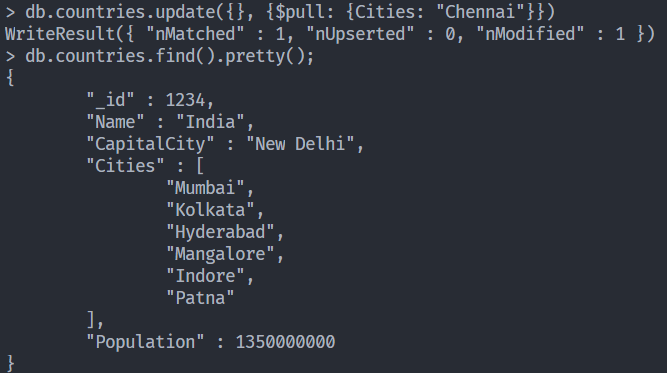 > db.countries.update({}, {$pull: {Cities: "Chennai"}})
WriteResult({ "nMatched" : 1, "nUpserted" : 0, "nModified" : 1 })
> db.countries.find().pretty();
{
        "_id" : 1234,
        "Name" : "India",
        "CapitalCity" : "New Delhi",
        "Cities" : [
                "Mumbai",
                "Kolkata",
                "Hyderabad",
                "Mangalore",
                "Indore",
                "Patna"
        ],
        "Population" : 1350000000
}